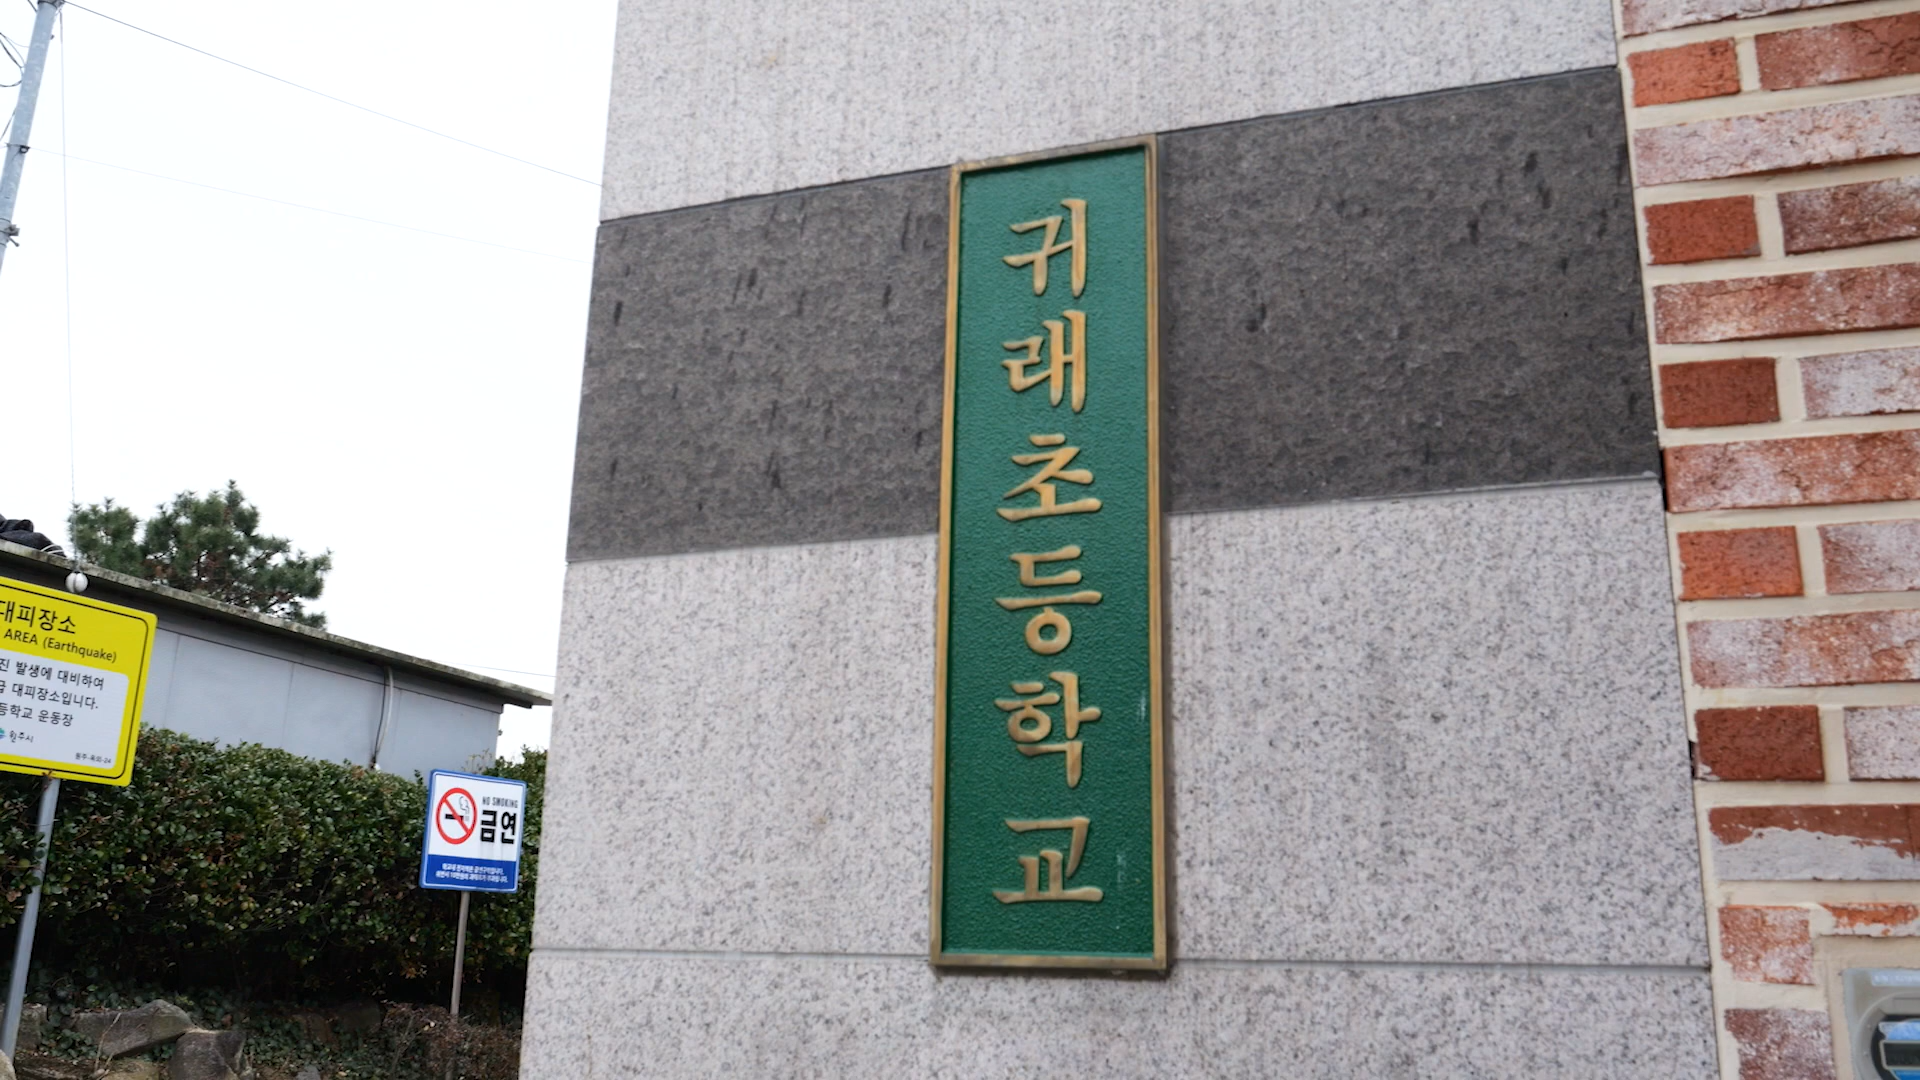 귀래초등학교
대피장소
AREA (Earthquake)
진 발생에 대비하여
급 대피장소입니다.
등학교 운동장
원주시
NO SMOKING
금연